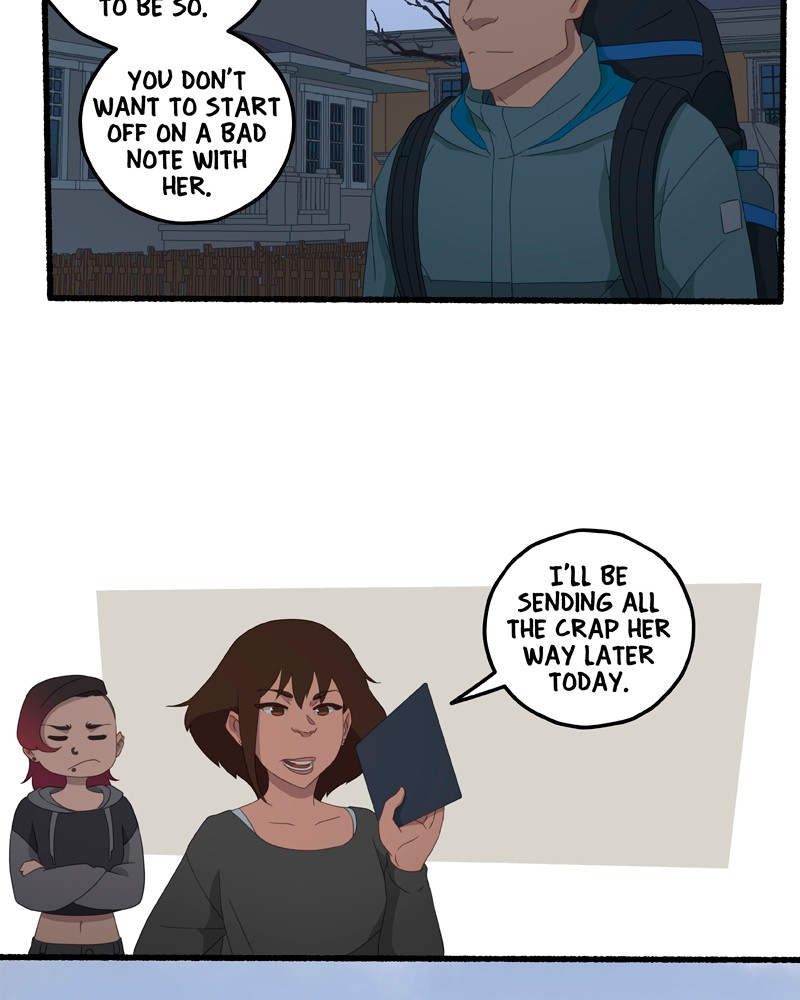 TO BE SO.
YOU DON'T
WANT TO START
OFF ON A BAD
NOTE WITH
HER.
I'LL BE
SENDING ALL
THE CRAP HER
WAY LATER
TODAY.